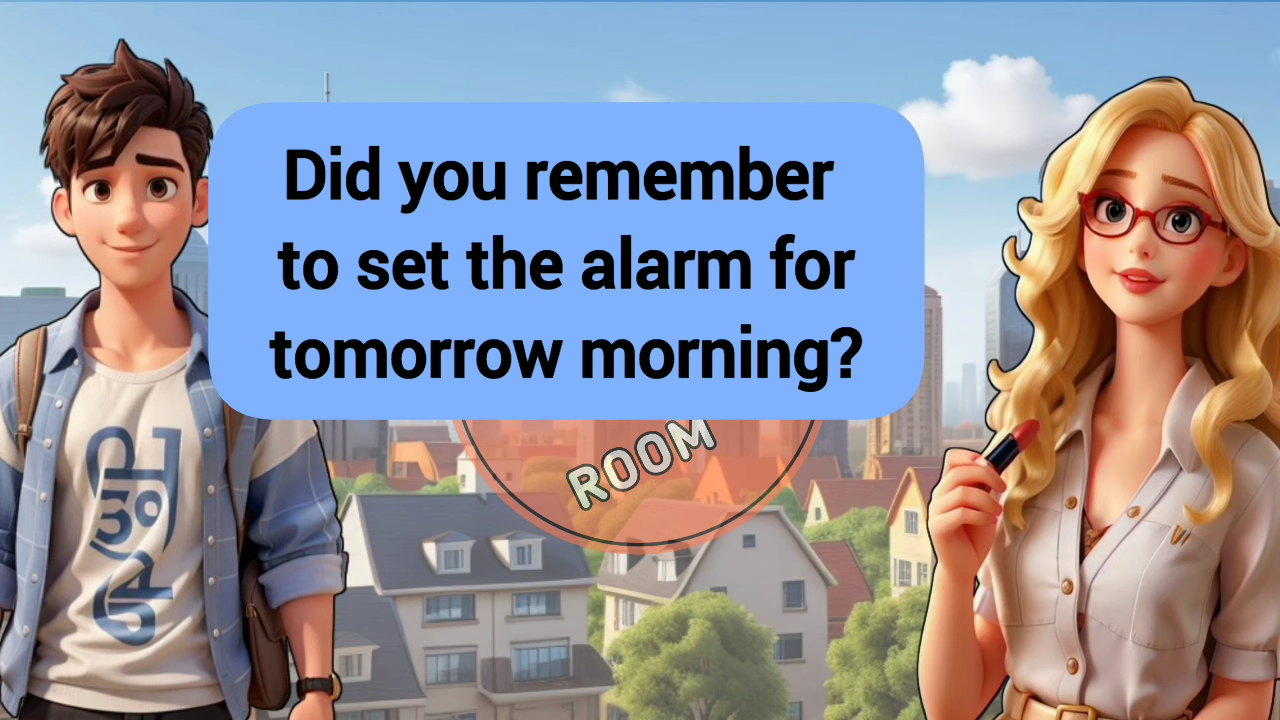 Did you remember
to set the alarm for
tomorrow morning?
ROOM